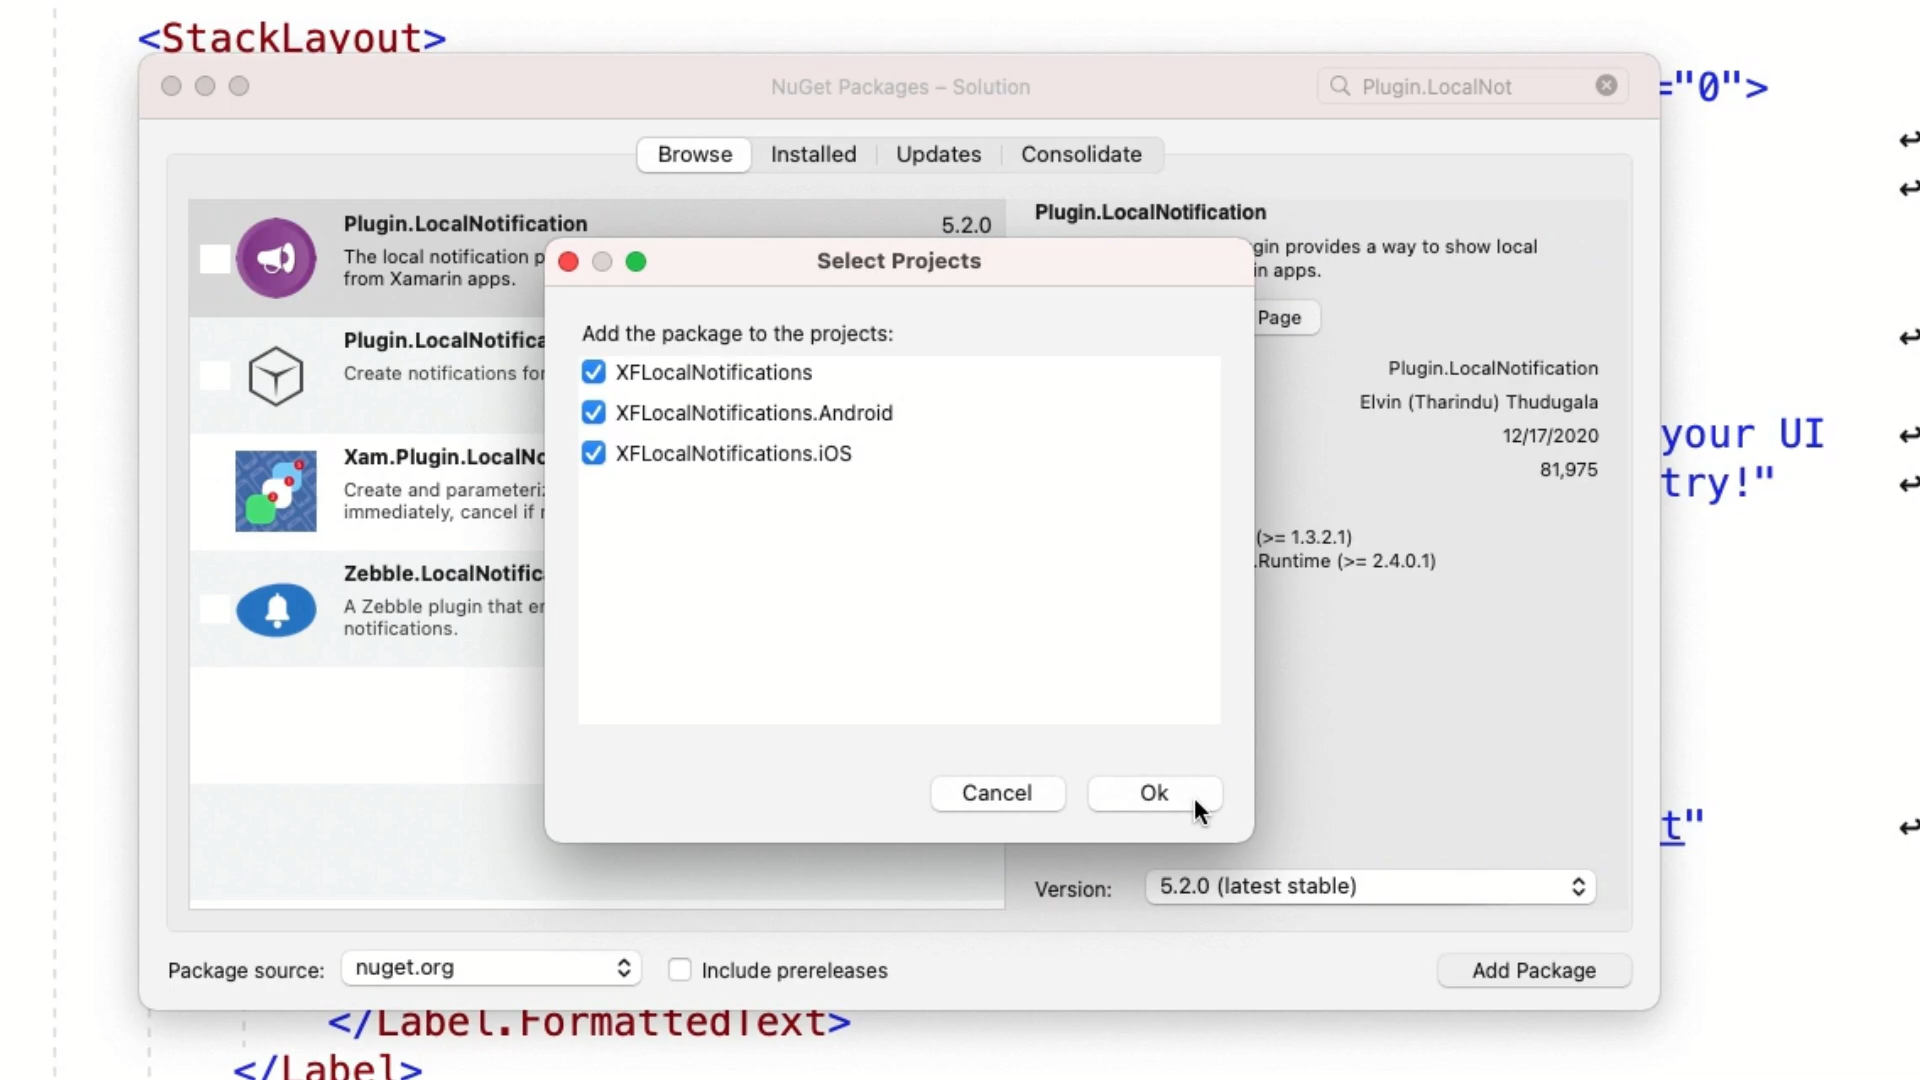 <StackLayout>
NuGet Packages – Solution
Plugin.LocalNot
="0">
Browse
Installed
Updates
Consolidate
Plugin.LocalNotification
5.2.0
The local notification p
from Xamarin apps.
Plugin.LocalNotifica
Create notifications for
Xam.Plugin.LocalNo
Create and parameteri
immediately, cancel if
Zebble.LocalNotific
A Zebble plugin that er
notifications.
Plugin.LocalNotification
gin provides a way to show local
in apps.
Page
Plugin.LocalNotification
Elvin (Tharindu) Thudugala
12/17/2020
81,975
(>= 1.3.2.1)
.Runtime (>= 2.4.0.1)
Select Projects
Add the package to the projects:
XFLocalNotifications
XFLocalNotifications.Android
XFLocalNotifications.iOS
Cancel
Ok
your UI
try!"
t"
Version:
5.2.0 (latest stable)
Package source:
nuget.org
Include prereleases
Add Package
</Label.FormattedText>
</Label>